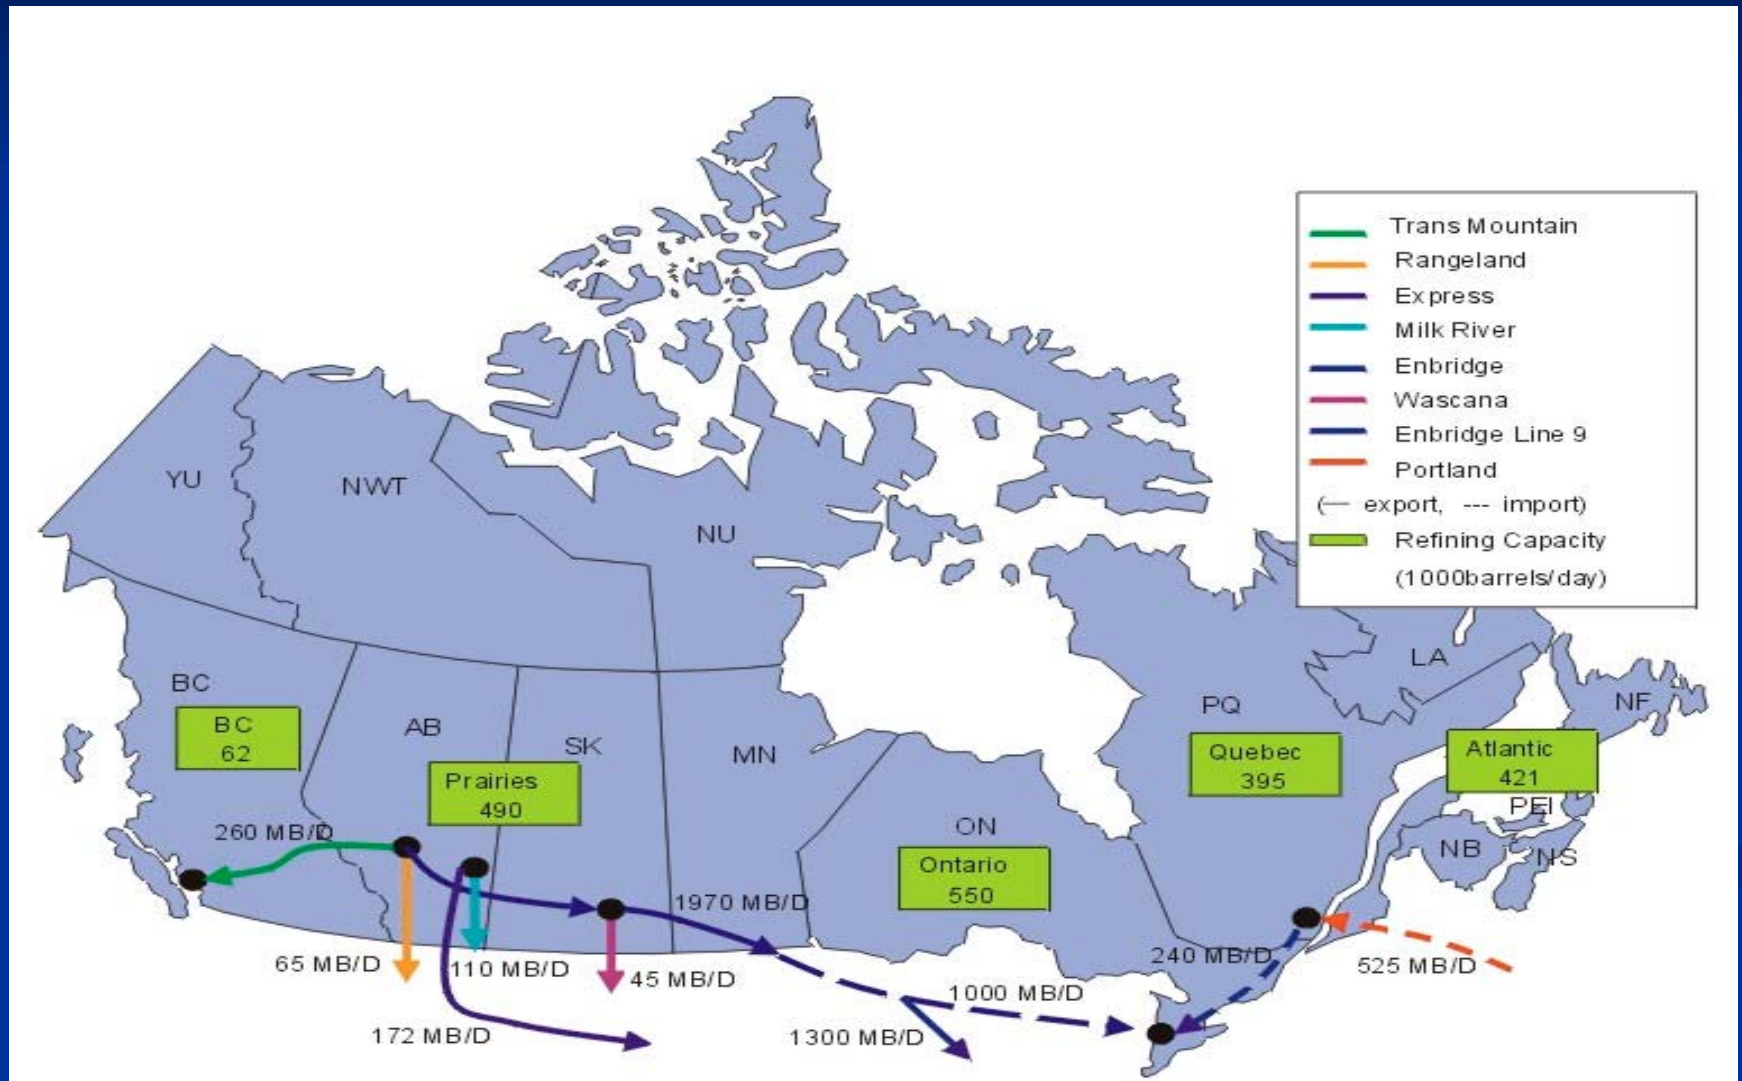 Trans Mountain
Rangeland
Express
Milk River
Enbridge
Wascana
Enbridge Line 9
Portland
(— export, --- import)
Refining Capacity
(1000barrels/day)
YU
NWT
NU
BC
BC
62
AB
Prairies
490
SK
MN
ON
Ontario
550
PQ
Quebec
395
LA
NF
Atlantic
421
PEI
NB
NS
260 MB/D
1970 MB/D
65 MB/D
110 MB/D
45 MB/D
172 MB/D
1000 MB/D
1300 MB/D
240 MB/D
525 MB/D